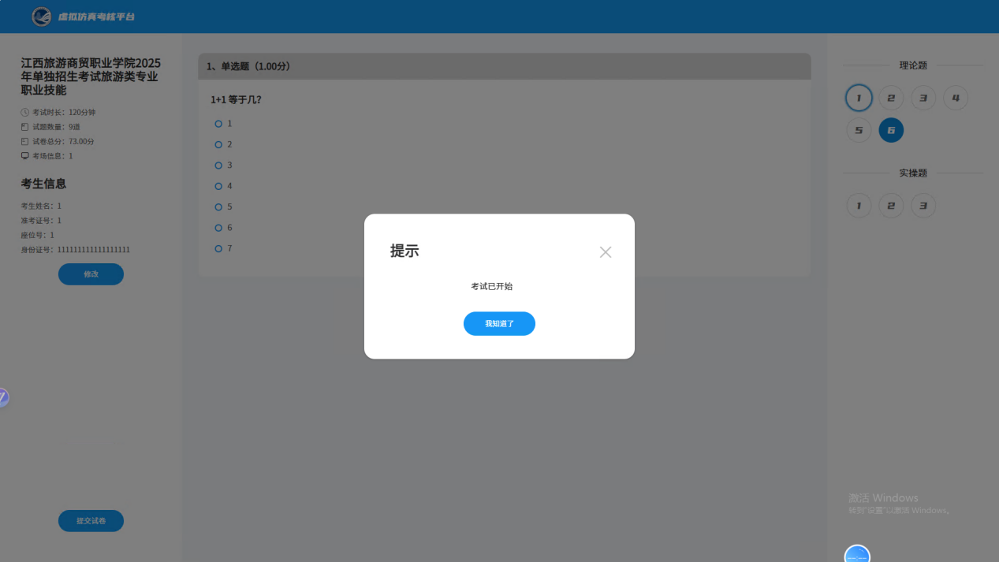 虚拟仿真考核平台
江西旅游商贸职业学院2025
年单独招生考试旅游类专业
职业技能
考试时长：120分钟
试题数量：9道
试卷总分：73.00分
考场信息：1
考生信息
考生姓名：1
准考证号：1
座位号：1
身份证号：111111111111111111
修改
提交试卷
1、单选题（1.00分）
1+1 等于几?
1
2
3
4
5
6
7
提示
考试已开始
我知道了
理论题
1 2 3 4
5 6
实操题
1 2 3
激活 Windows
转到"设置"以激活 Windows。
--:--